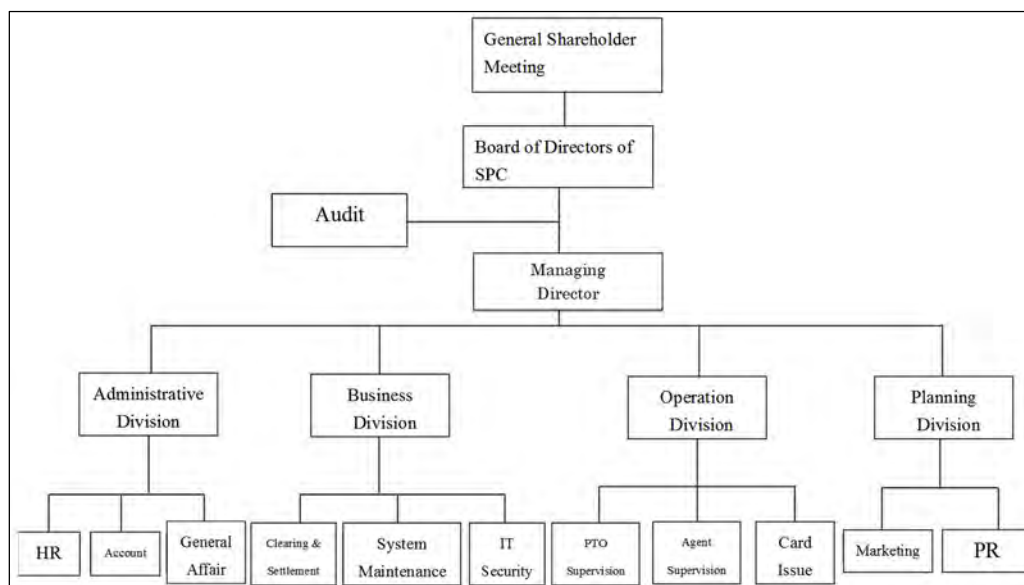 General Shareholder
Meeting
Board of Directors of
SPC
Audit
Managing
Director
Administrative
Division
Business
Division
Operation
Division
Planning
Division
HR
Account
General
Affair
Clearing &
Settlement
System
Maintenance
IT
Security
PTO
Supervision
Agent
Supervision
Card
Issue
Marketing
PR